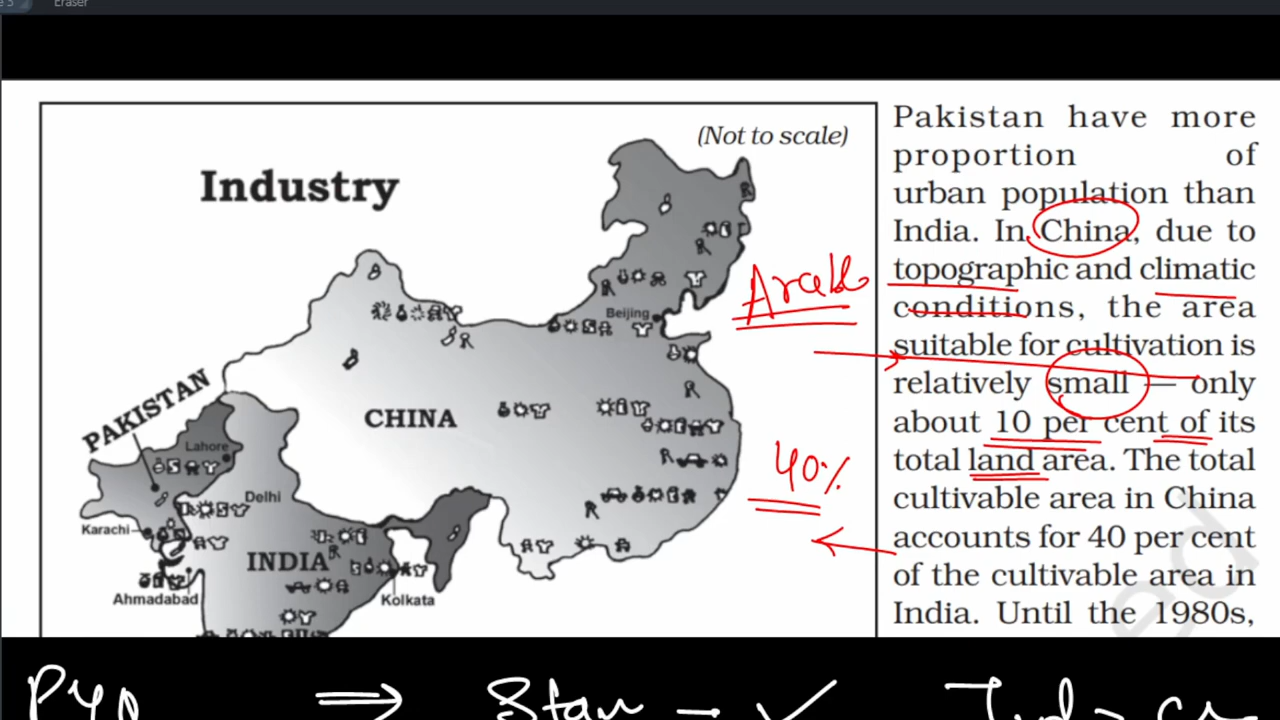 Eraser
(Not to scale)
Industry
Beijing
CHINA
PAKISTAN
Lahore
Delhi
Karachi
INDIA
Ahmadabad
Kolkata
Pakistan have more
proportion of
urban population than
India. In China, due to
topographic and climatic
conditions, the area
suitable for cultivation is
relatively small — only
about 10 per cent of its
total land area. The total
cultivable area in China
accounts for 40 per cent
of the cultivable area in
India. Until the 1980s,
40%